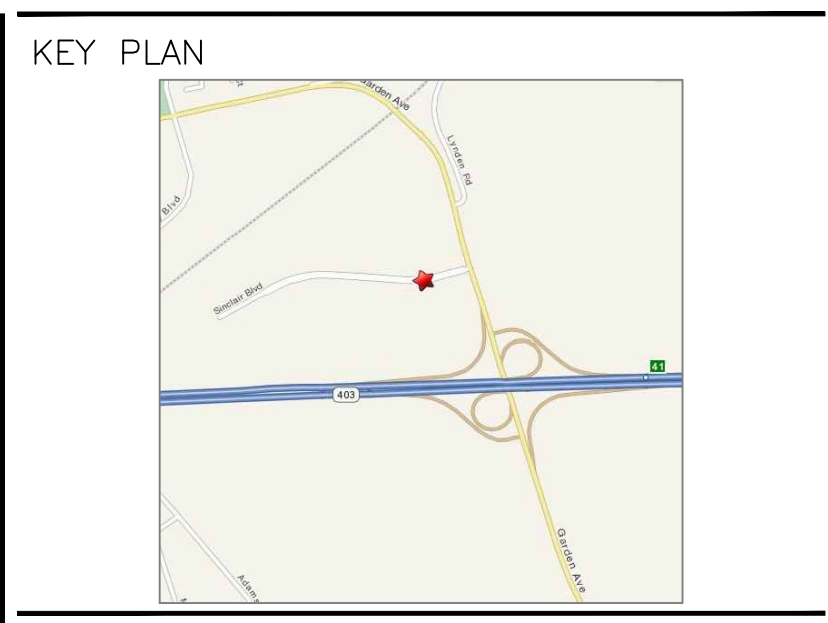 KEY PLAN
Garden Ave
Lynden Rd
Blvd
Sinclair Blvd
41
403
Garden Ave
Adams